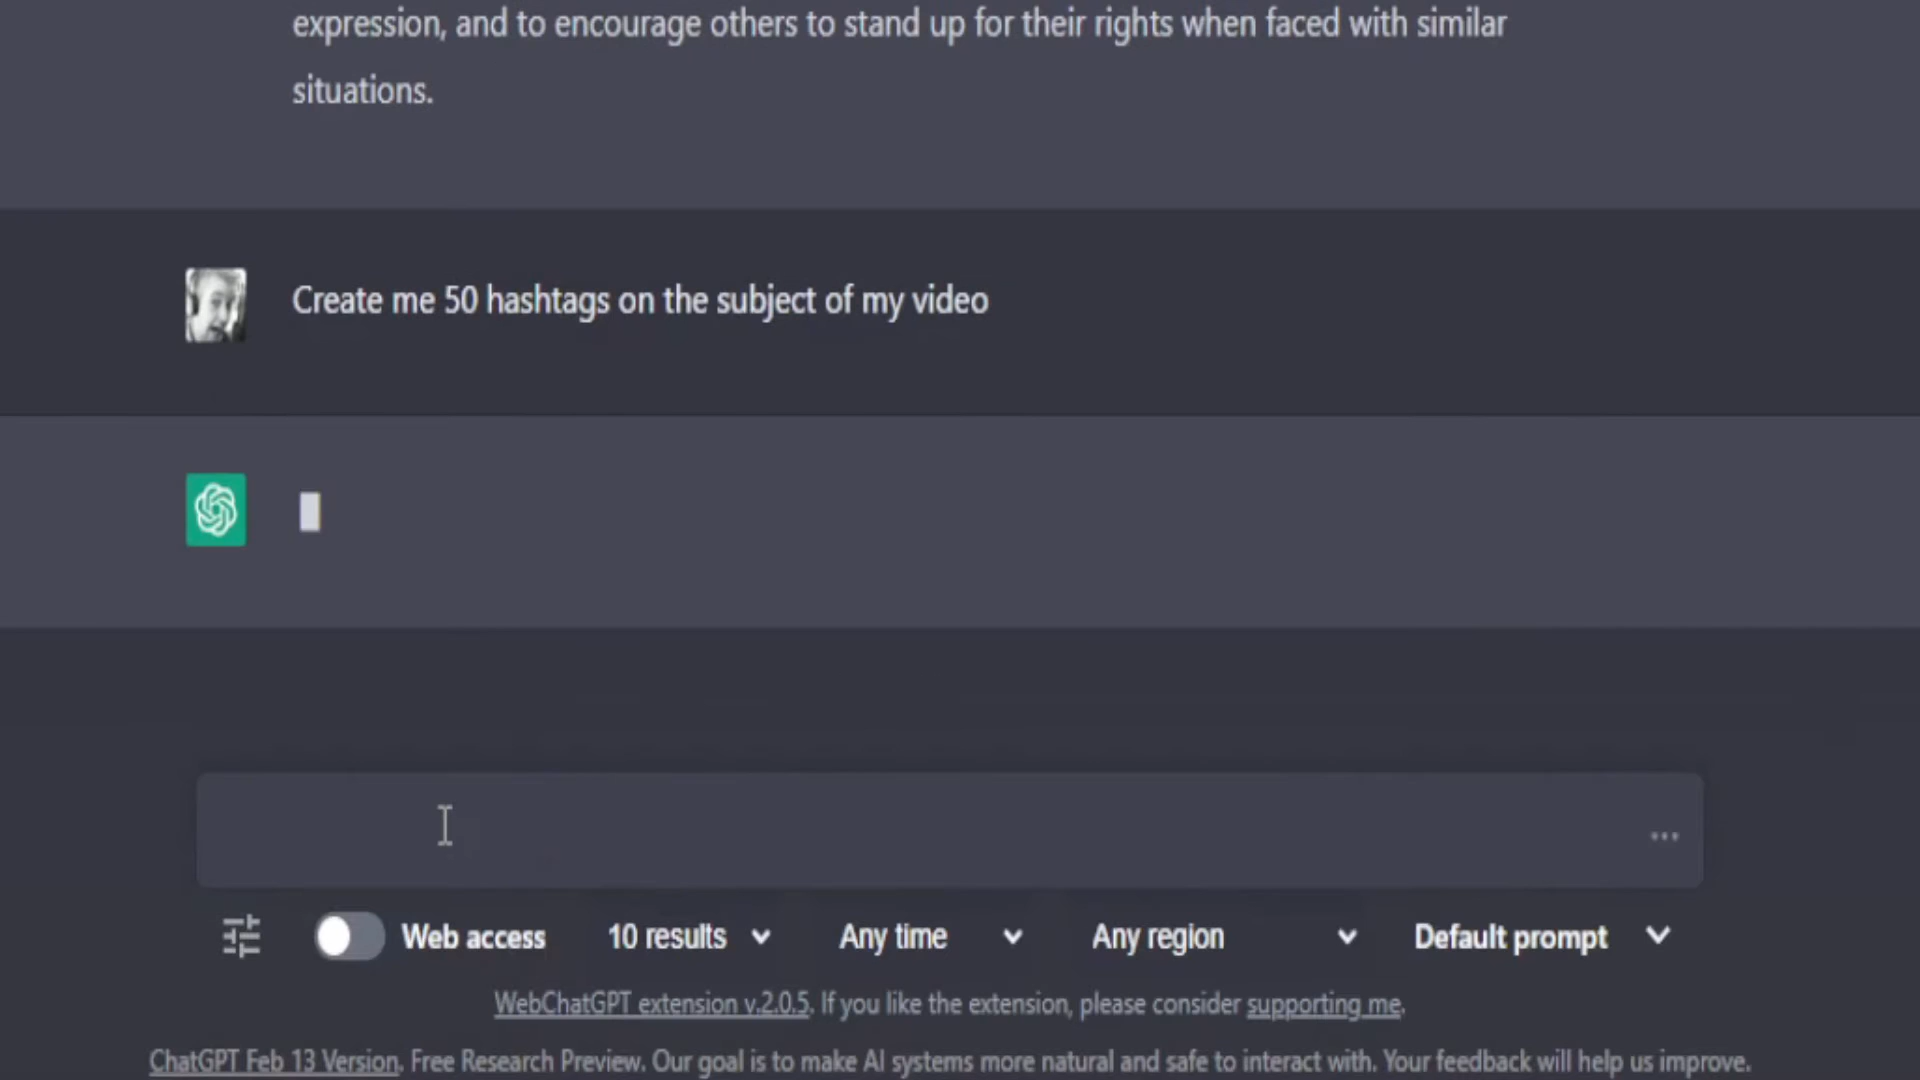 expression, and to encourage others to stand up for their rights when faced with similar
situations.
Create me 50 hashtags on the subject of my video
Web access 10 results Any time Any region Default prompt
WebChatGPT extension v.2.0.5. If you like the extension, please consider supporting me.
ChatGPT Feb 13 Version. Free Research Preview. Our goal is to make AI systems more natural and safe to interact with. Your feedback will help us improve.